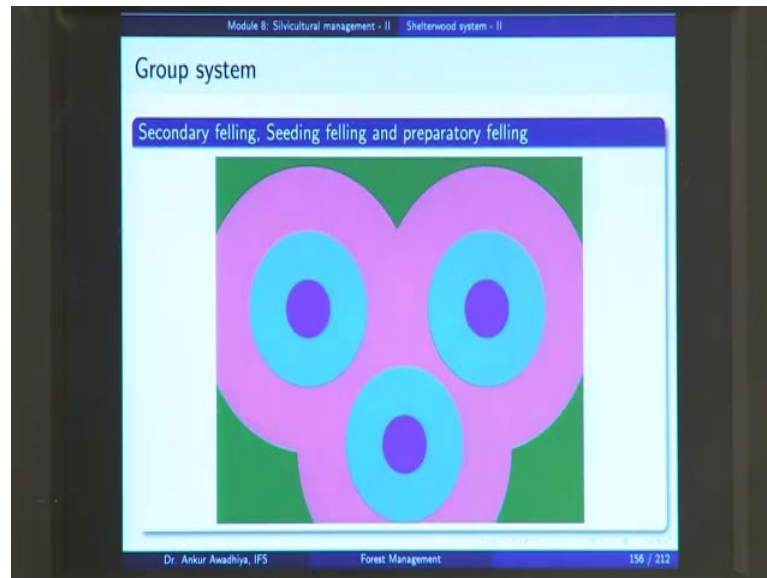 Module 8: Silvicultural management - II Shelterwood system - II
Group system
Secondary felling, Seeding felling and preparatory felling
Dr. Ankur Awadhiya, IFS Forest Management 156 / 212